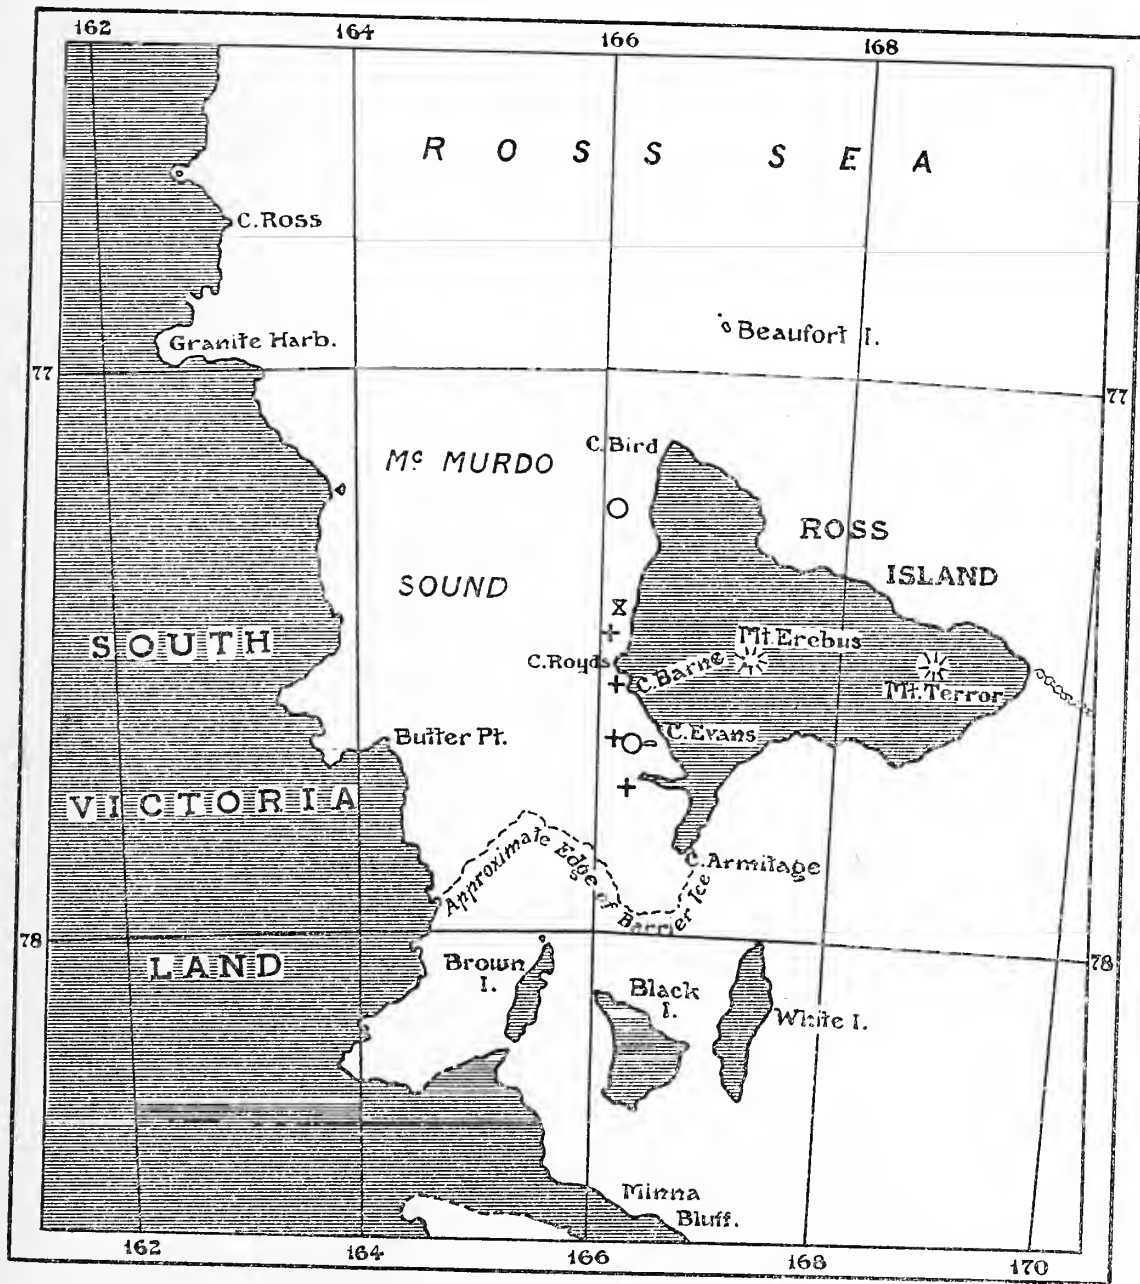 162 164 166 168
ROSS SEA
C. Ross
Beaufort I.
Granite Harb.
77 77
C. Bird
Mc MURDO
SOUND
ROSS
ISLAND
Mt. Erebus
C. Royds
C. Barne
Mt. Terror
SOUTH
VICTORIA
LAND
Butter Pt.
C. Evans
C. Armitage
Approximate Edge of Barrier Ice
78 78
Brown
I.
Black
I.
White I.
Minna
Bluff.
162 164 166 168 170